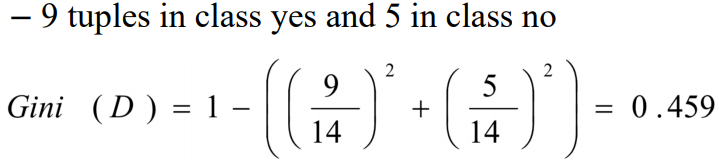 – 9 tuples in class yes and 5 in class no
Gini ( D ) = 1 − ( ( 9 / 14 )² + ( 5 / 14 )² ) = 0 . 459